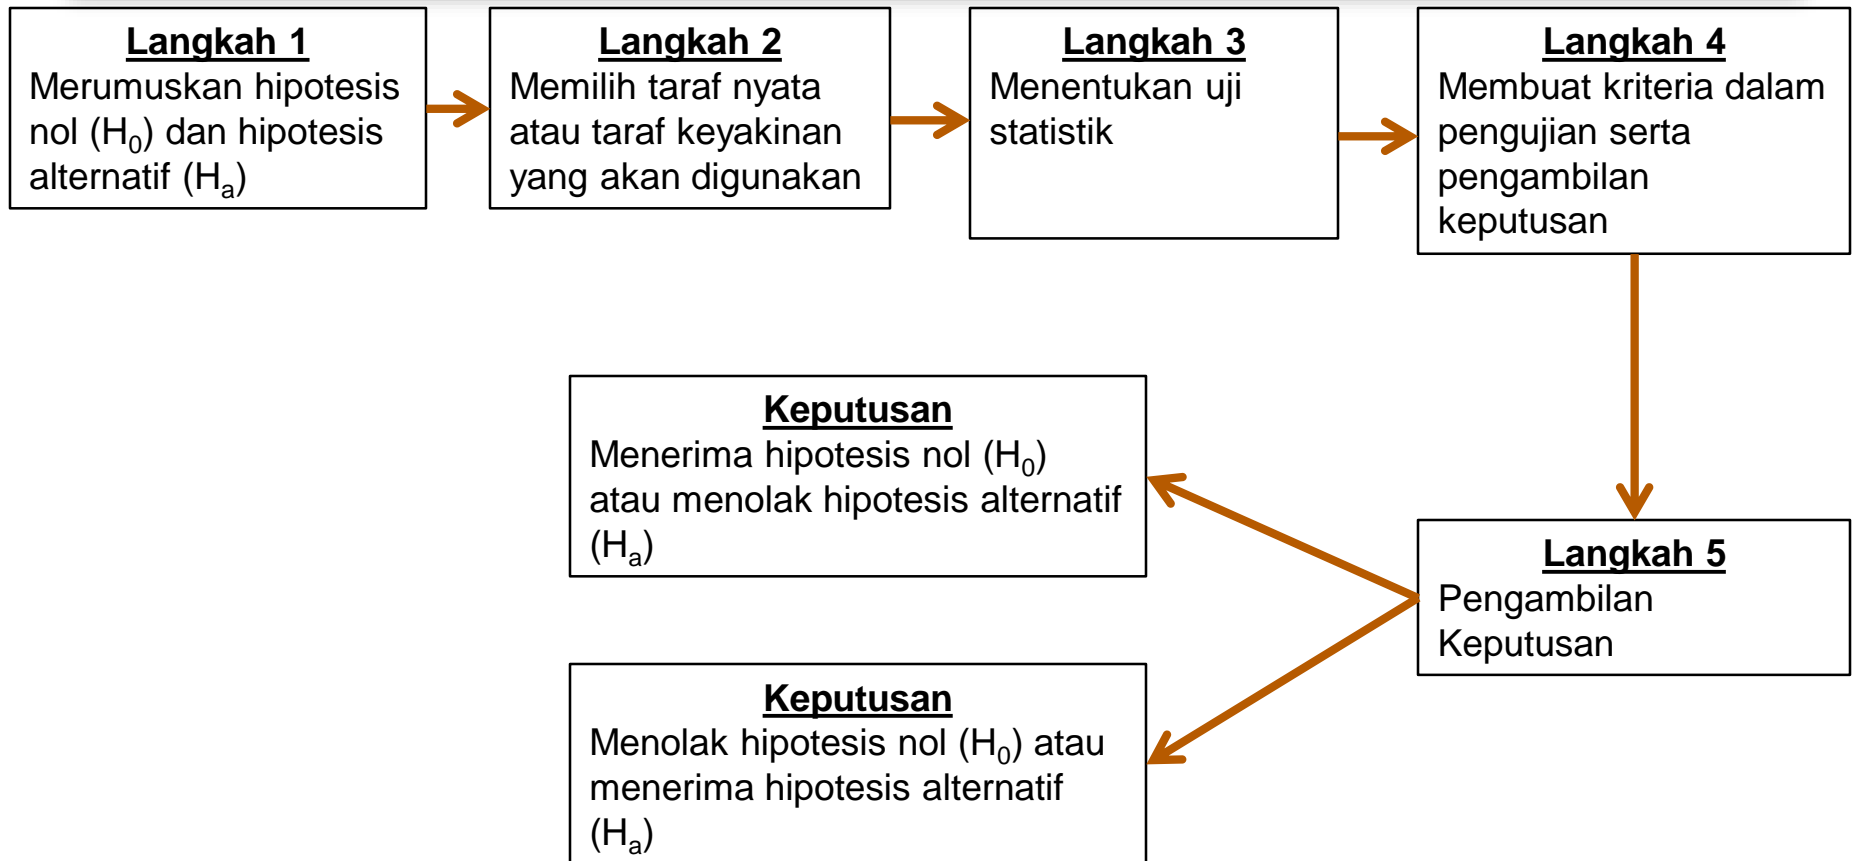 Langkah 1
Merumuskan hipotesis
nol (H₀) dan hipotesis
alternatif (Hₐ)
Langkah 2
Memilih taraf nyata
atau taraf keyakinan
yang akan digunakan
Langkah 3
Menentukan uji
statistik
Langkah 4
Membuat kriteria dalam
pengujian serta
pengambilan
keputusan
Langkah 5
Pengambilan
Keputusan
Keputusan
Menerima hipotesis nol (H₀)
atau menolak hipotesis alternatif
(Hₐ)
Keputusan
Menolak hipotesis nol (H₀) atau
menerima hipotesis alternatif
(Hₐ)